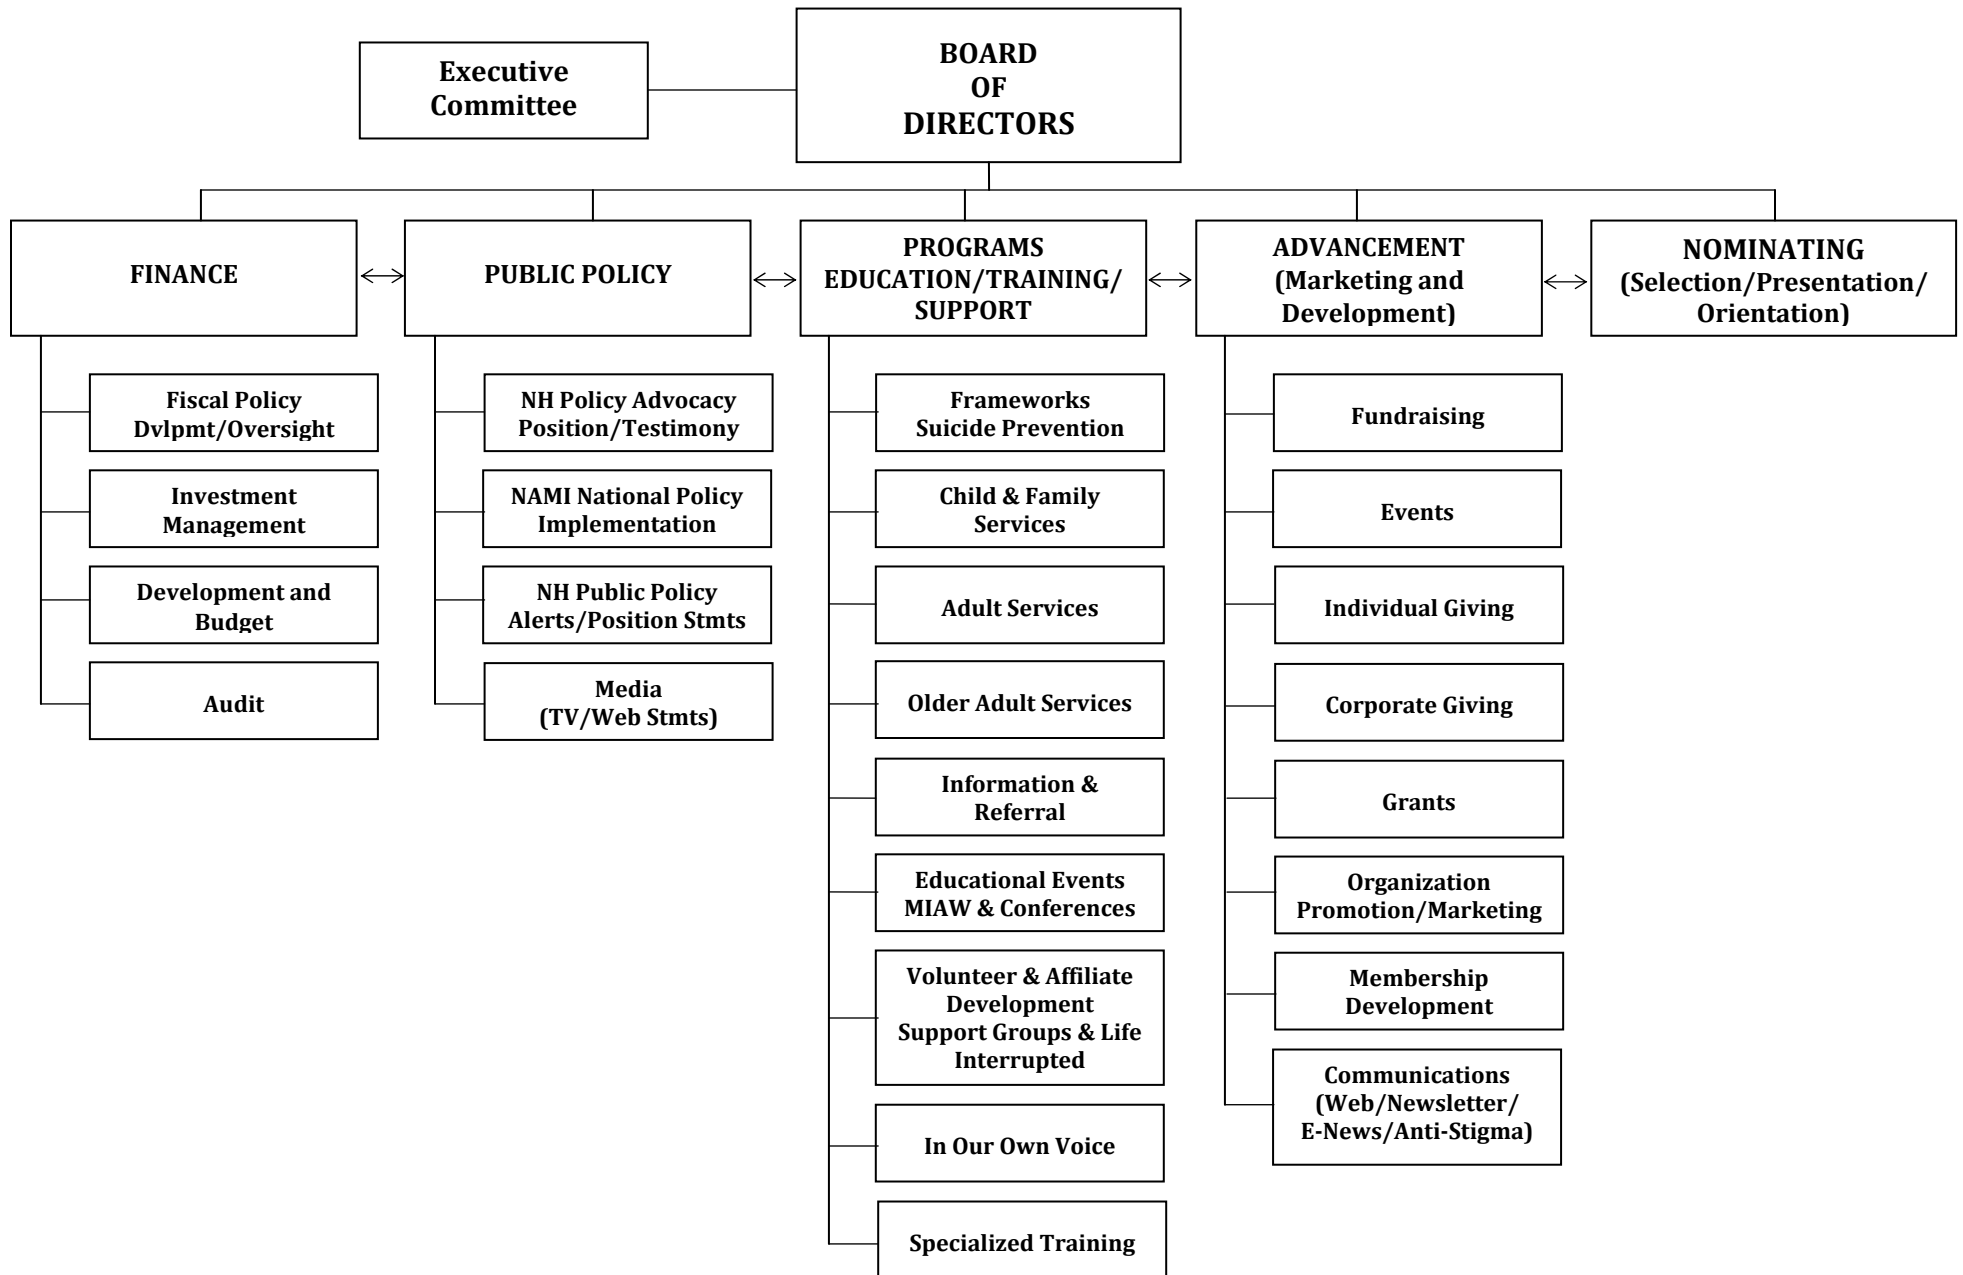 Executive
Committee
BOARD
OF
DIRECTORS
FINANCE
PUBLIC POLICY
PROGRAMS
EDUCATION/TRAINING/
SUPPORT
ADVANCEMENT
(Marketing and
Development)
NOMINATING
(Selection/Presentation/
Orientation)
Fiscal Policy
Dvlpmt/Oversight
Investment
Management
Development and
Budget
Audit
NH Policy Advocacy
Position/Testimony
NAMI National Policy
Implementation
NH Public Policy
Alerts/Position Stmts
Media
(TV/Web Stmts)
Frameworks
Suicide Prevention
Child & Family
Services
Adult Services
Older Adult Services
Information &
Referral
Educational Events
MIAW & Conferences
Volunteer & Affiliate
Development
Support Groups & Life
Interrupted
In Our Own Voice
Specialized Training
Fundraising
Events
Individual Giving
Corporate Giving
Grants
Organization
Promotion/Marketing
Membership
Development
Communications
(Web/Newsletter/
E-News/Anti-Stigma)